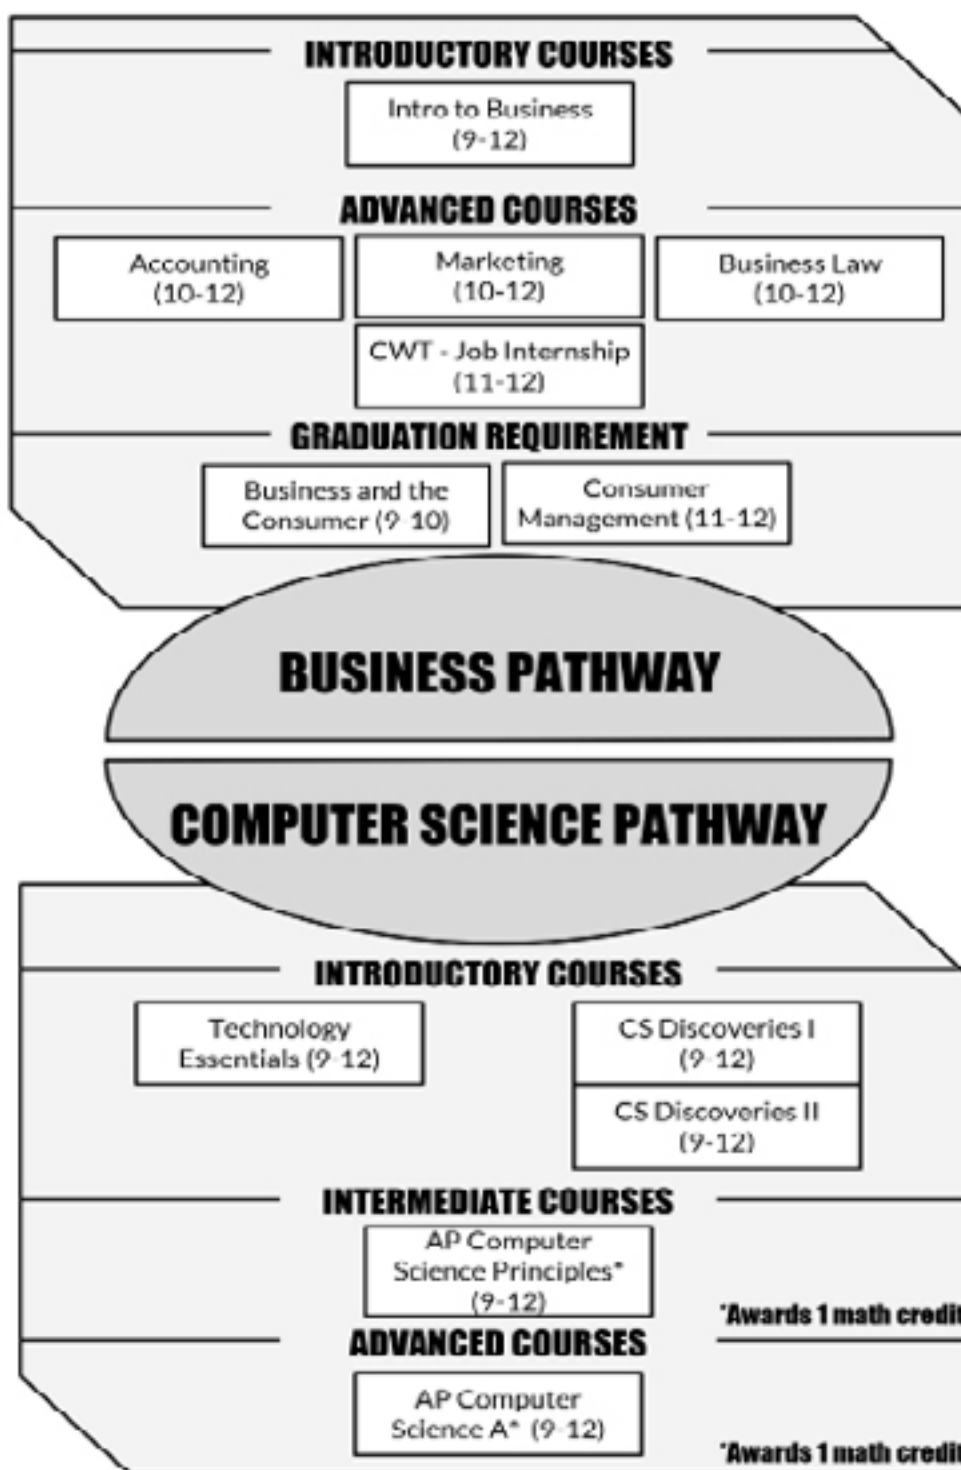 INTRODUCTORY COURSES
Intro to Business
(9-12)
ADVANCED COURSES
Accounting
(10-12)
Marketing
(10-12)
Business Law
(10-12)
CWT - Job Internship
(11-12)
GRADUATION REQUIREMENT
Business and the
Consumer (9-10)
Consumer
Management (11-12)
BUSINESS PATHWAY
COMPUTER SCIENCE PATHWAY
INTRODUCTORY COURSES
Technology
Essentials (9-12)
CS Discoveries I
(9-12)
CS Discoveries II
(9-12)
INTERMEDIATE COURSES
AP Computer
Science Principles*
(9-12)
*Awards 1 math credit
ADVANCED COURSES
AP Computer
Science A* (9-12)
*Awards 1 math credit